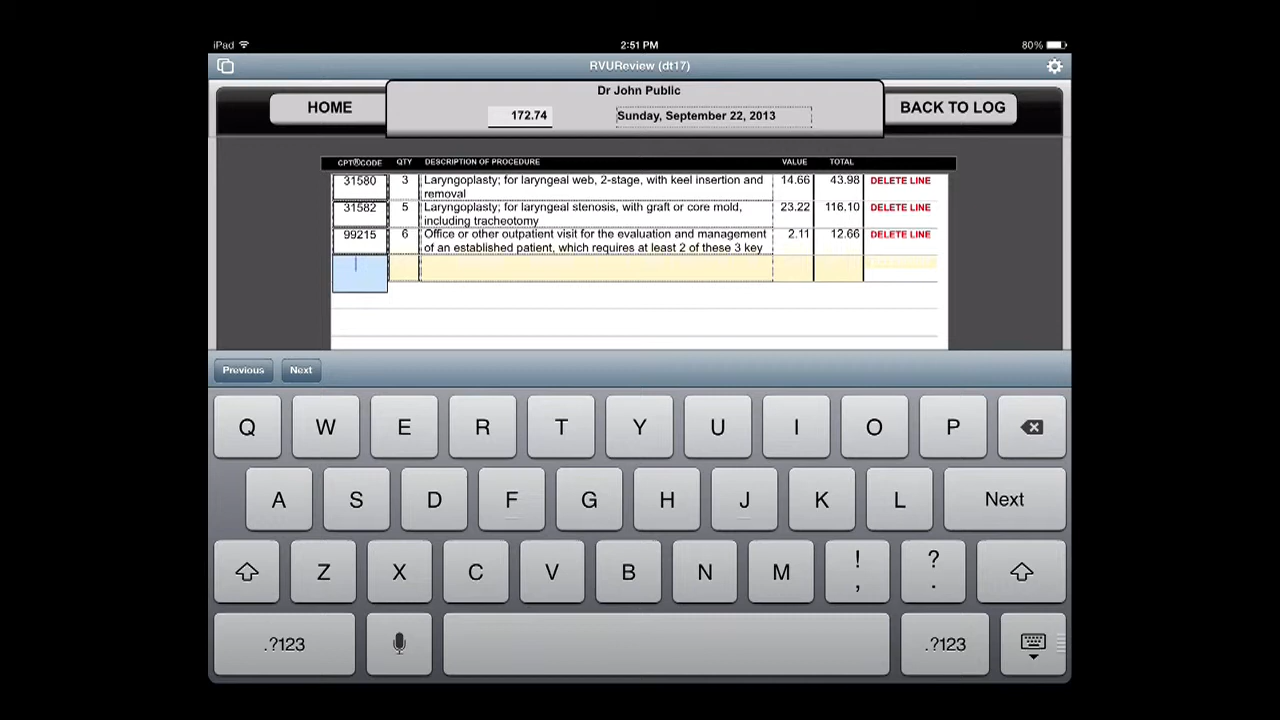 iPad 2:51 PM 80%
RVUReview (dt17)
Dr John Public
HOME 172.74 Sunday, September 22, 2013 BACK TO LOG
CPT®CODE QTY DESCRIPTION OF PROCEDURE VALUE TOTAL
31580 3 Laryngoplasty; for laryngeal web, 2-stage, with keel insertion and 14.66 43.98 DELETE LINE
removal
31582 5 Laryngoplasty; for laryngeal stenosis, with graft or core mold, 23.22 116.10 DELETE LINE
including tracheotomy
99215 6 Office or other outpatient visit for the evaluation and management 2.11 12.66 DELETE LINE
of an established patient, which requires at least 2 of these 3 key
Previous Next
Q W E R T Y U I O P
A S D F G H J K L Next
Z X C V B N M ! , ? .
.?123 .?123